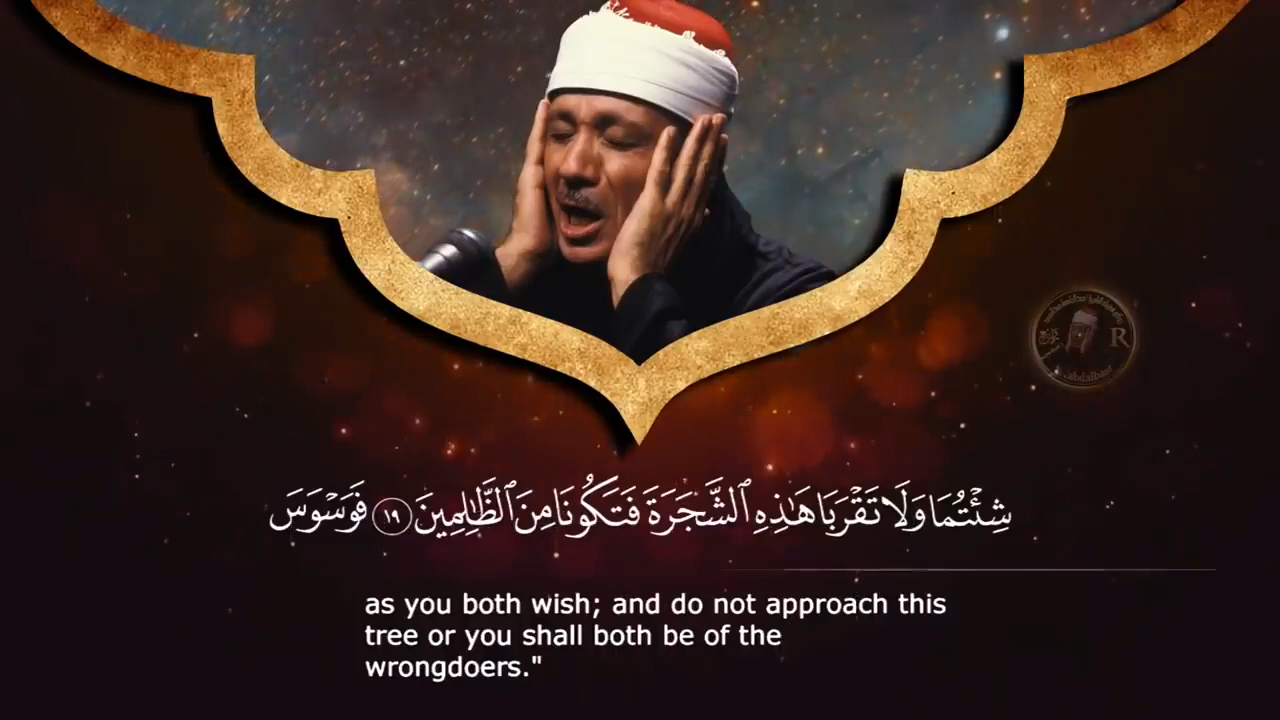 شِئْتُمَا وَلَا تَقْرَبَا هَٰذِهِ ٱلشَّجَرَةَ فَتَكُونَا مِنَ ٱلظَّٰلِمِينَ ١٩ فَوَسْوَسَ
R
abdalbast
as you both wish; and do not approach this
tree or you shall both be of the
wrongdoers."